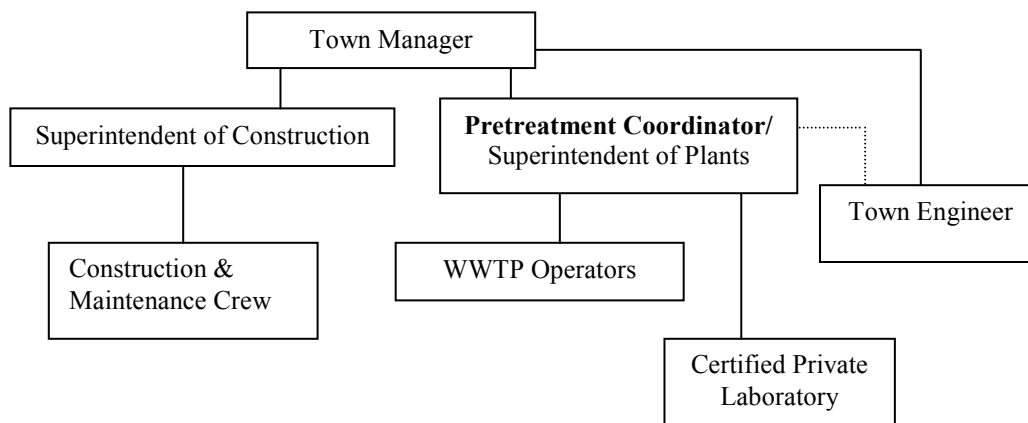 Town Manager
Superintendent of Construction
Pretreatment Coordinator/
Superintendent of Plants
Town Engineer
Construction &
Maintenance Crew
WWTP Operators
Certified Private
Laboratory